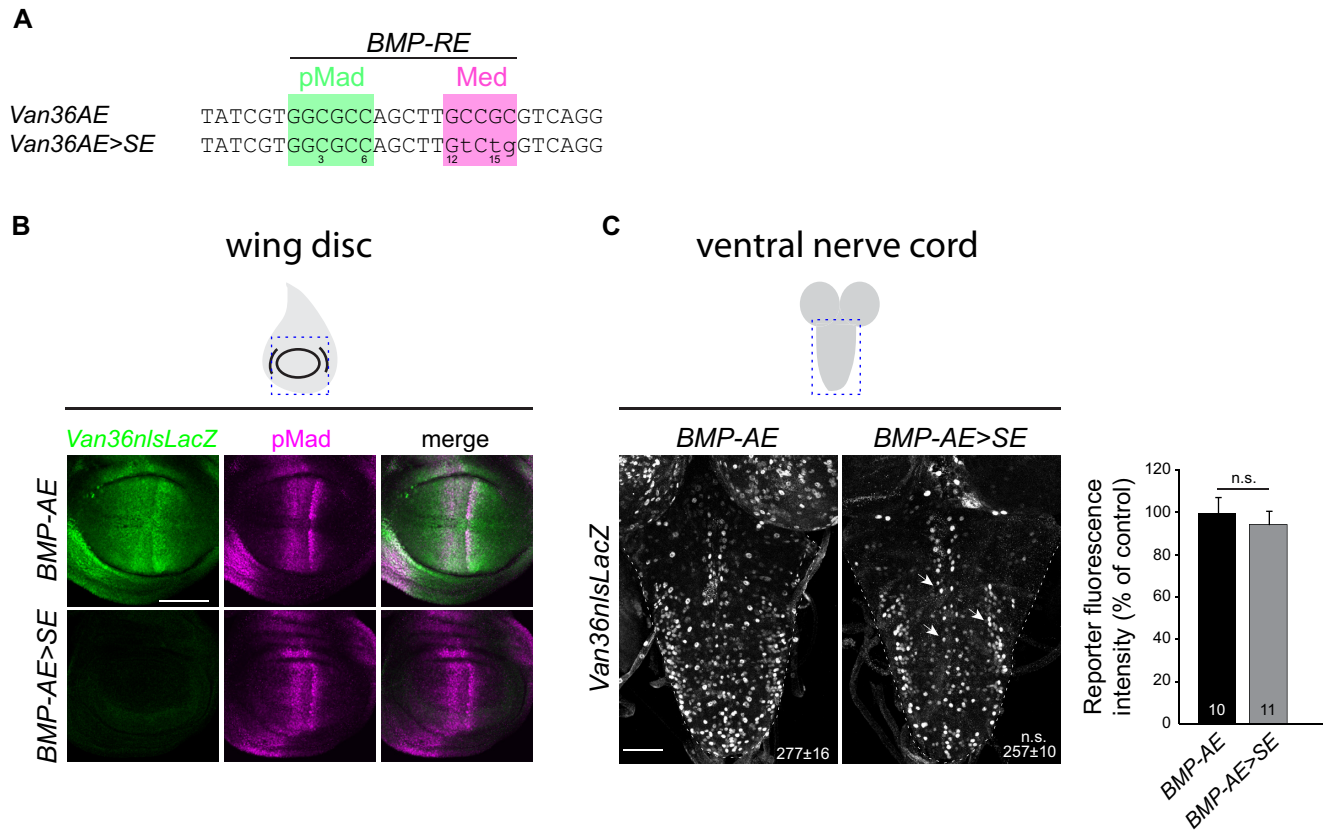 A
BMP-RE
pMad Med
Van36AE TATCGTGGCGCCAGCTTGCCGCGTCAGG
Van36AE>SE TATCGTGGCGCCAGCTTGtCtgGTCAGG
3 6 12 15
B
wing disc
Van36nlsLacZ pMad merge
BMP-AE
BMP-AE>SE
C
ventral nerve cord
BMP-AE BMP-AE>SE
Van36nlsLacZ
277±16
n.s.
257±10
Reporter fluorescence
intensity (% of control)
120
100
80
60
40
20
0
n.s.
10 11
BMP-AE
BMP-AE>SE